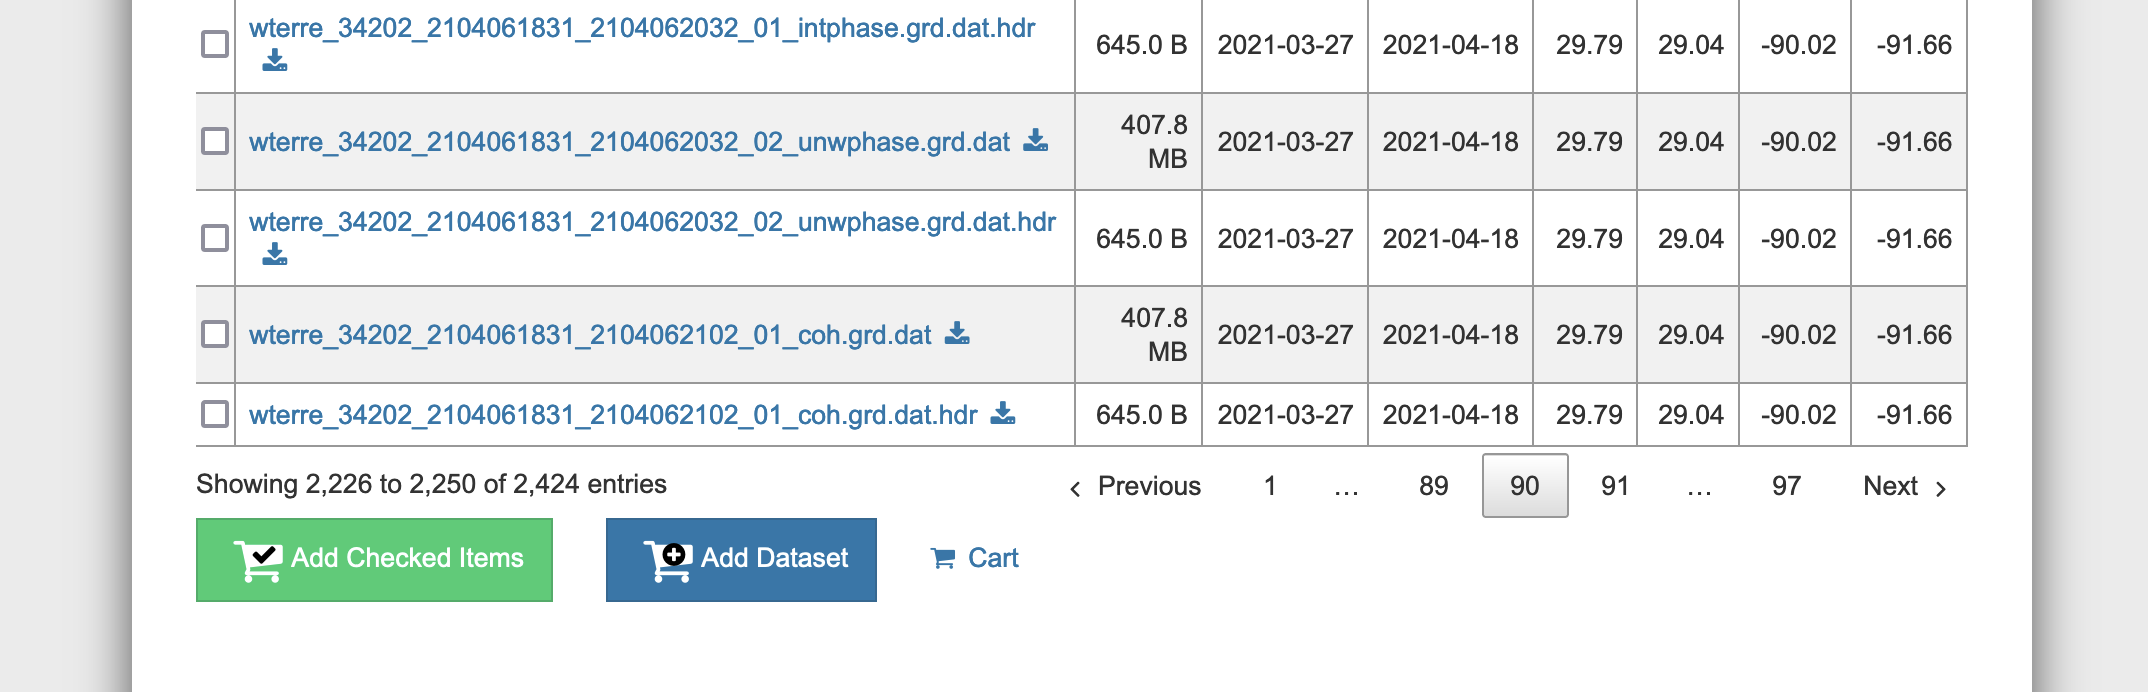 wterre_34202_2104061831_2104062032_01_intphase.grd.dat.hdr 645.0 B 2021-03-27 2021-04-18 29.79 29.04 -90.02 -91.66
wterre_34202_2104061831_2104062032_02_unwphase.grd.dat 407.8 MB 2021-03-27 2021-04-18 29.79 29.04 -90.02 -91.66
wterre_34202_2104061831_2104062032_02_unwphase.grd.dat.hdr 645.0 B 2021-03-27 2021-04-18 29.79 29.04 -90.02 -91.66
wterre_34202_2104061831_2104062102_01_coh.grd.dat 407.8 MB 2021-03-27 2021-04-18 29.79 29.04 -90.02 -91.66
wterre_34202_2104061831_2104062102_01_coh.grd.dat.hdr 645.0 B 2021-03-27 2021-04-18 29.79 29.04 -90.02 -91.66
Showing 2,226 to 2,250 of 2,424 entries ‹ Previous 1 … 89 90 91 … 97 Next ›
Add Checked Items Add Dataset Cart